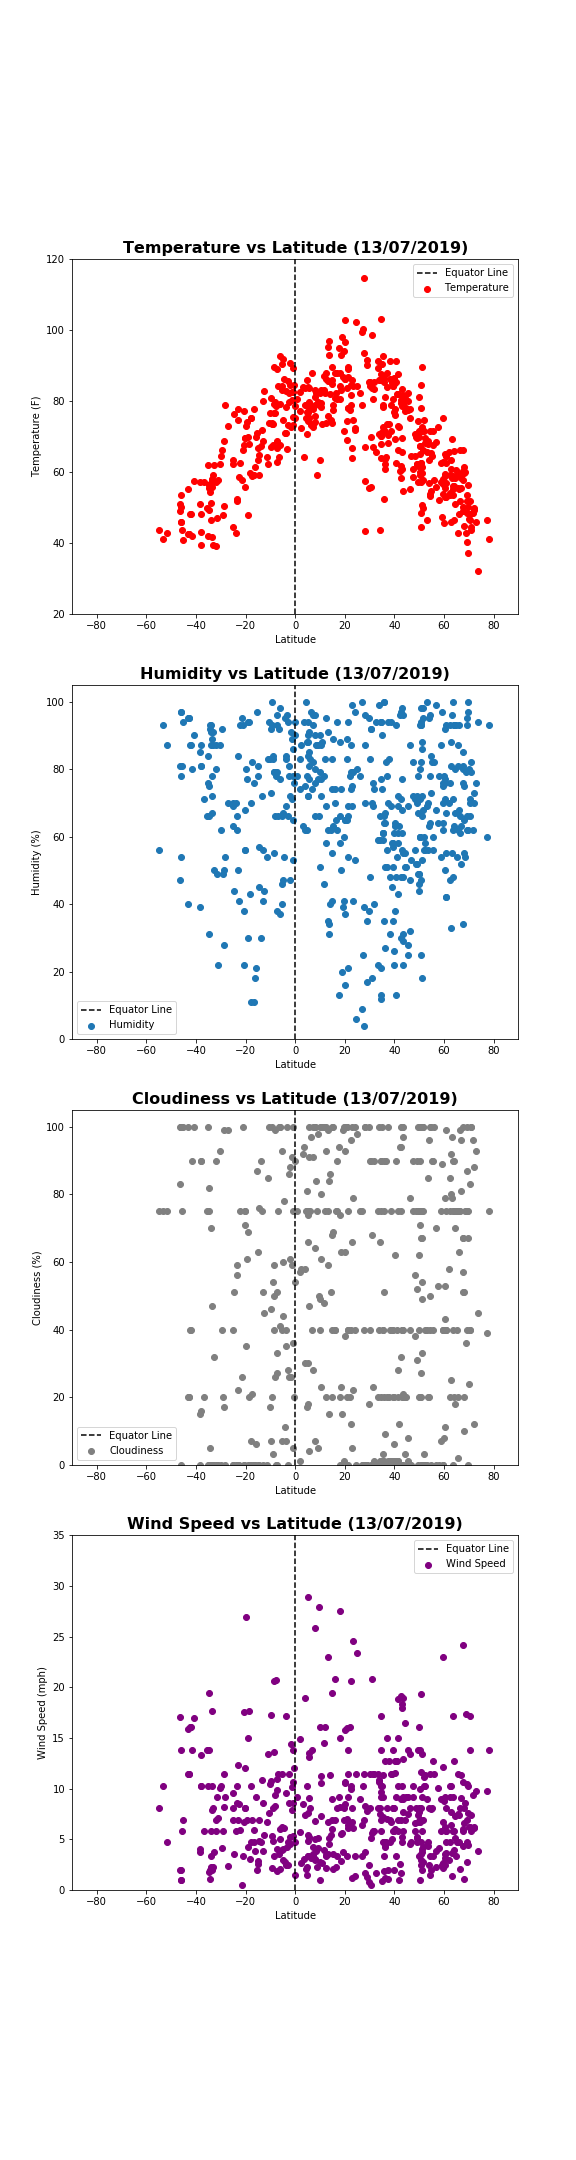 Temperature vs Latitude (13/07/2019)
120
100
80
60
40
20
Temperature (F)
Equator Line
Temperature
−80 −60 −40 −20 0 20 40 60 80
Latitude
Humidity vs Latitude (13/07/2019)
100
80
60
40
20
0
Humidity (%)
Equator Line
Humidity
−80 −60 −40 −20 0 20 40 60 80
Latitude
Cloudiness vs Latitude (13/07/2019)
100
80
60
40
20
0
Cloudiness (%)
Equator Line
Cloudiness
−80 −60 −40 −20 0 20 40 60 80
Latitude
Wind Speed vs Latitude (13/07/2019)
35
30
25
20
15
10
5
0
Wind Speed (mph)
Equator Line
Wind Speed
−80 −60 −40 −20 0 20 40 60 80
Latitude